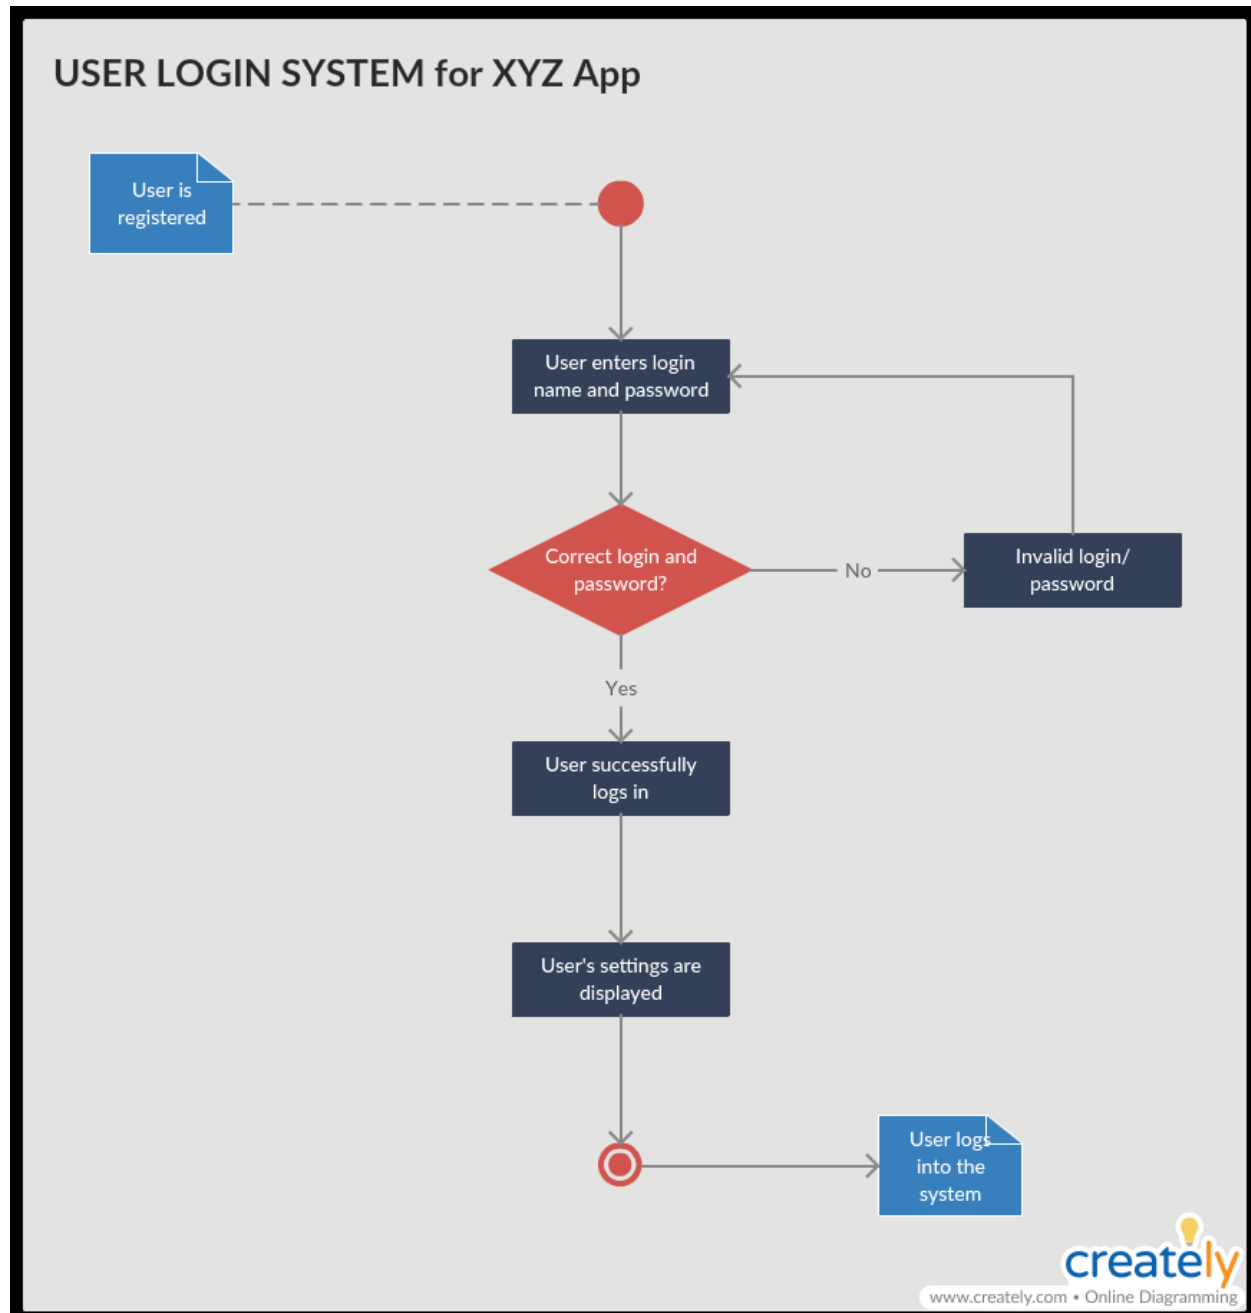 USER LOGIN SYSTEM for XYZ App
User is
registered
User enters login
name and password
Correct login and
password?
No
Invalid login/
password
Yes
User successfully
logs in
User's settings are
displayed
User logs
into the
system
creately
www.creately.com • Online Diagramming